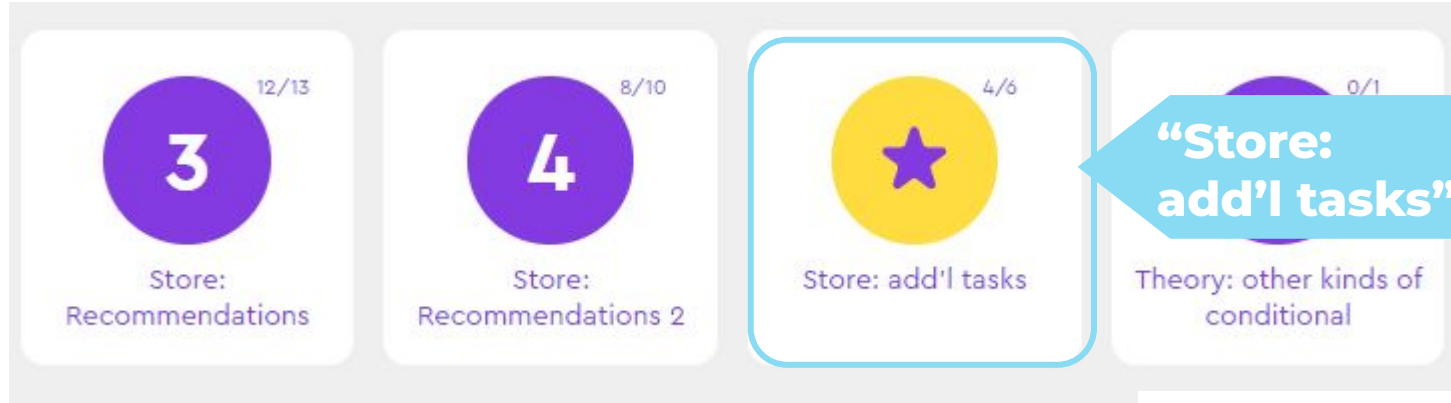 12/13
3
Store:
Recommendations
8/10
4
Store:
Recommendations 2
4/6
Store: add'l tasks
0/1
Theory: other kinds of
conditional
“Store:
add’l tasks”